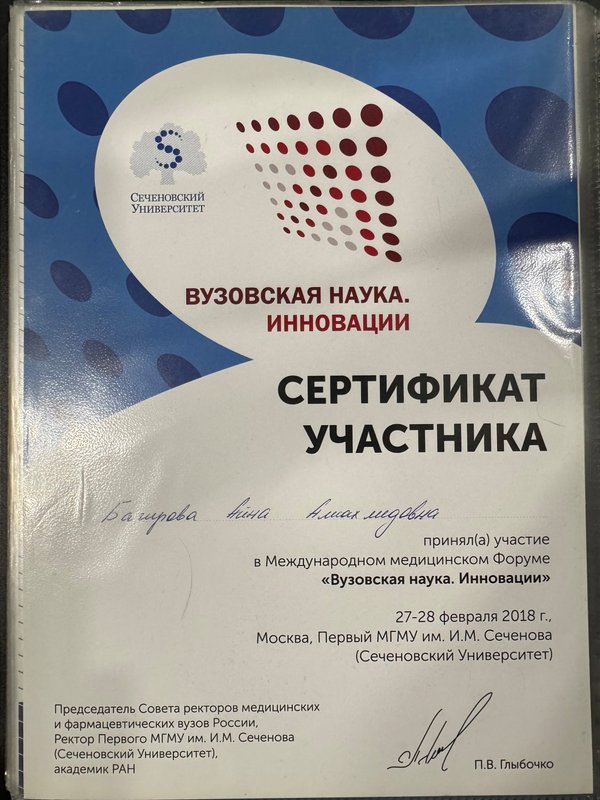 Сеченовский
Университет
ВУЗОВСКАЯ НАУКА.
ИННОВАЦИИ
СЕРТИФИКАТ
УЧАСТНИКА
Багирова Айна Алиахмедовна
принял(а) участие
в Международном медицинском Форуме
«Вузовская наука. Инновации»
27-28 февраля 2018 г.,
Москва, Первый МГМУ им. И.М. Сеченова
(Сеченовский Университет)
Председатель Совета ректоров медицинских
и фармацевтических вузов России,
Ректор Первого МГМУ им. И.М. Сеченова
(Сеченовский Университет),
академик РАН
П.В. Глыбочко